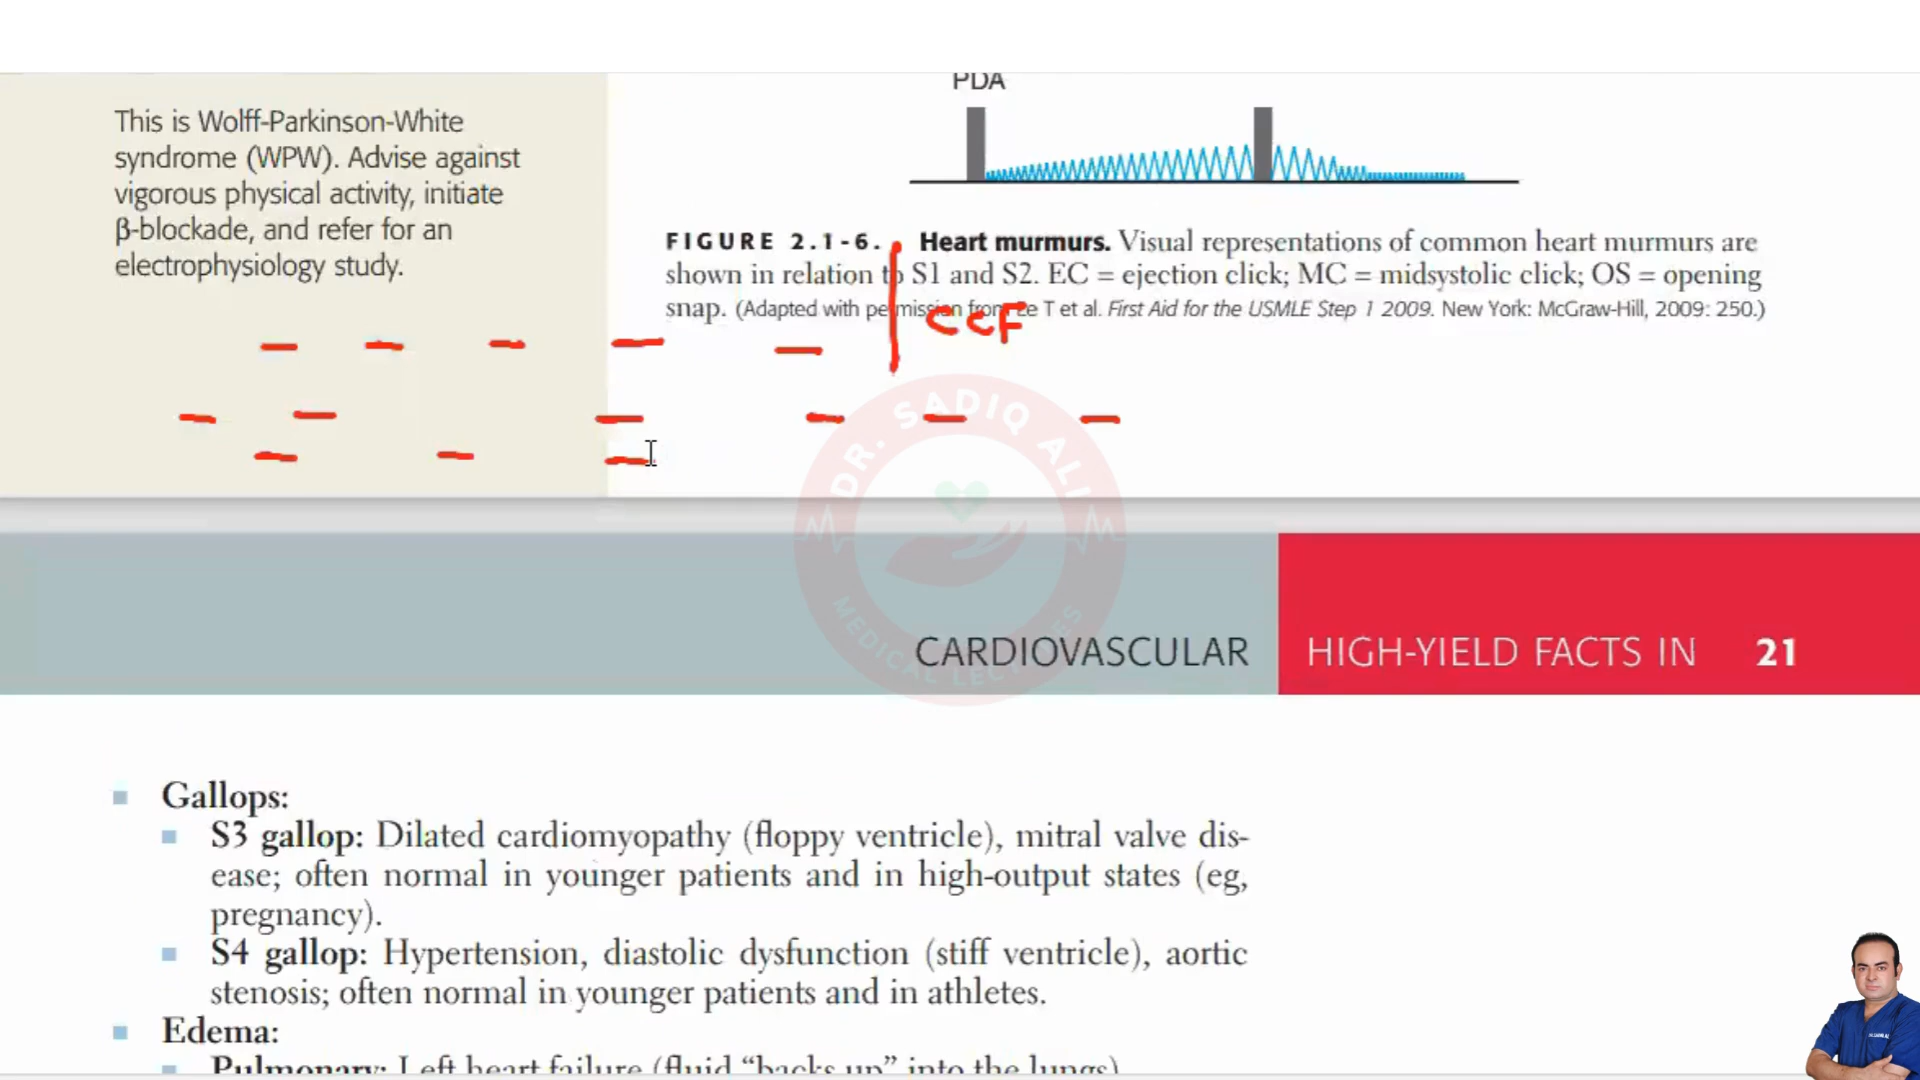 PDA
This is Wolff-Parkinson-White
syndrome (WPW). Advise against
vigorous physical activity, initiate
β-blockade, and refer for an
electrophysiology study.
FIGURE 2.1-6. Heart murmurs. Visual representations of common heart murmurs are
shown in relation to S1 and S2. EC = ejection click; MC = midsystolic click; OS = opening
snap. (Adapted with permission from Le T et al. First Aid for the USMLE Step 1 2009. New York: McGraw-Hill, 2009: 250.)
CCF
DR. SADIQ ALI
MEDICAL LECTURES
CARDIOVASCULAR HIGH-YIELD FACTS IN 21
Gallops:
S3 gallop: Dilated cardiomyopathy (floppy ventricle), mitral valve dis-
ease; often normal in younger patients and in high-output states (eg,
pregnancy).
S4 gallop: Hypertension, diastolic dysfunction (stiff ventricle), aortic
stenosis; often normal in younger patients and in athletes.
Edema:
Pulmonary: Left heart failure (fluid “backs up” into the lungs)